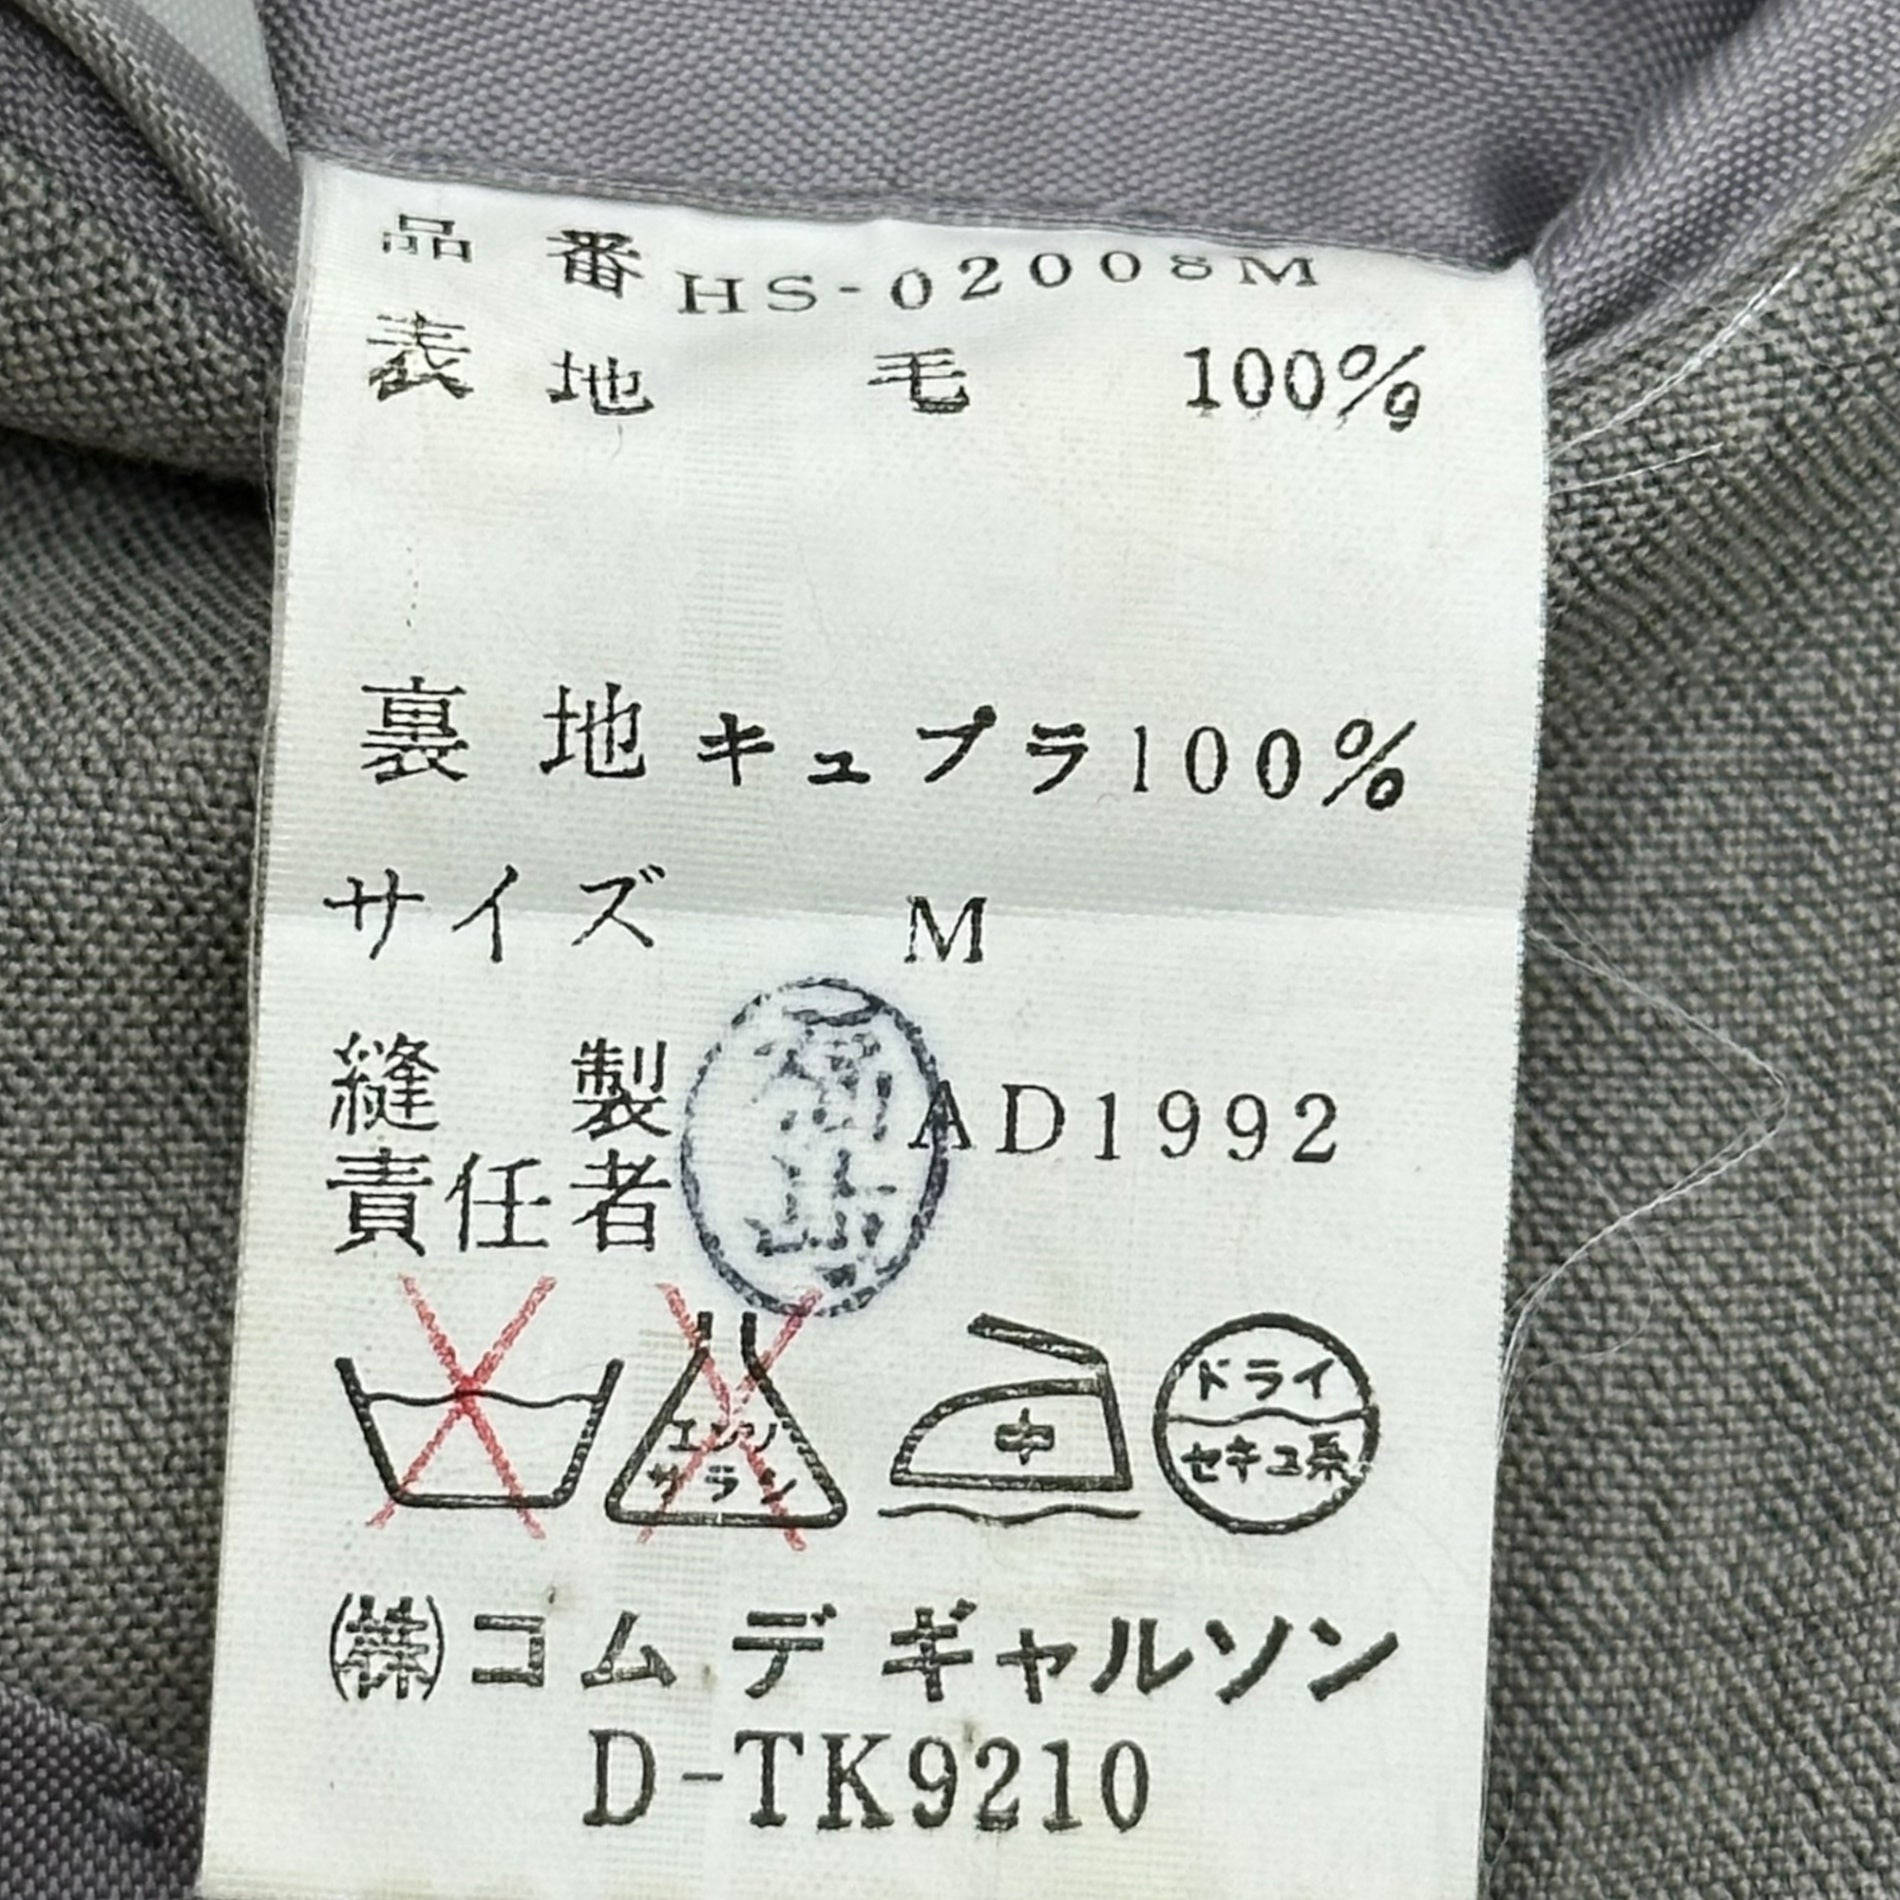 品番 HS-02008M
表地 毛 100%
裏地 キュプラ100%
サイズ M
縫製
責任者
AD1992
エンソ
サラシ
中
ドライ
セキユ系
㈱コム デ ギャルソン
D-TK9210